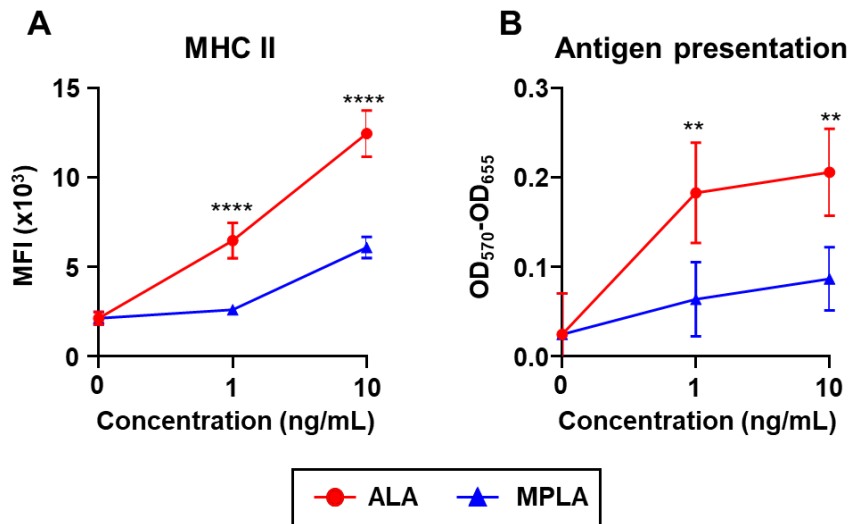 A
MHC II
MFI (x10³)
15
10
5
0
****
****
0
1
10
Concentration (ng/mL)
B
Antigen presentation
OD₅₇₀-OD₆₅₅
0.3
0.2
0.1
0.0
**
**
0
1
10
Concentration (ng/mL)
ALA
MPLA